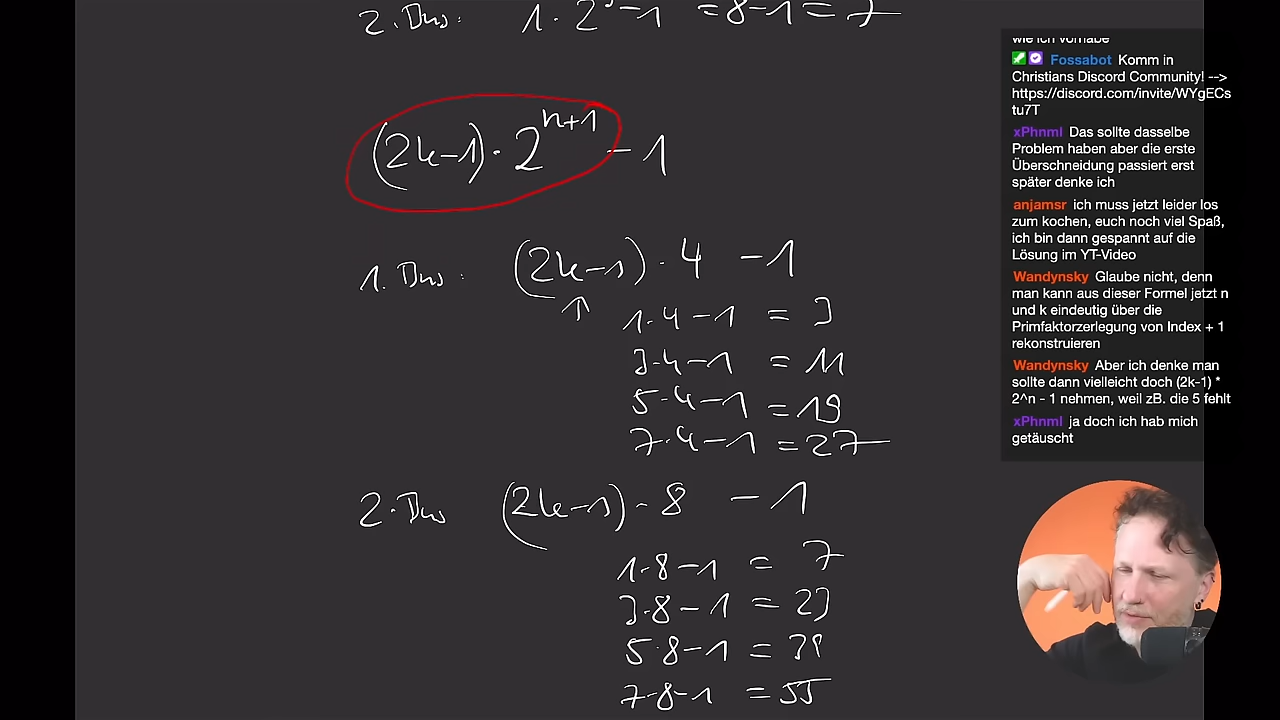 2. Bus: 1 · 2³ - 1 = 8 - 1 = 7
(2k-1) · 2^n+1 - 1
1. Bus: (2k-1) · 4 - 1
↑ 1·4-1 = 3
3·4-1 = 11
5·4-1 = 19
7·4-1 = 27
2. Bus (2k-1) · 8 - 1
1·8-1 = 7
3·8-1 = 23
5·8-1 = 39
7·8-1 = 55
wie ich vorhabe
Fossabot Komm in
Christians Discord Community! -->
https://discord.com/invite/WYgECs
tu7T
xPhnml Das sollte dasselbe
Problem haben aber die erste
Überschneidung passiert erst
später denke ich
anjamsr ich muss jetzt leider los
zum kochen, euch noch viel Spaß,
ich bin dann gespannt auf die
Lösung im YT-Video
Wandynsky Glaube nicht, denn
man kann aus dieser Formel jetzt n
und k eindeutig über die
Primfaktorzerlegung von Index + 1
rekonstruieren
Wandynsky Aber ich denke man
sollte dann vielleicht doch (2k-1) *
2^n - 1 nehmen, weil zB. die 5 fehlt
xPhnml ja doch ich hab mich
getäuscht